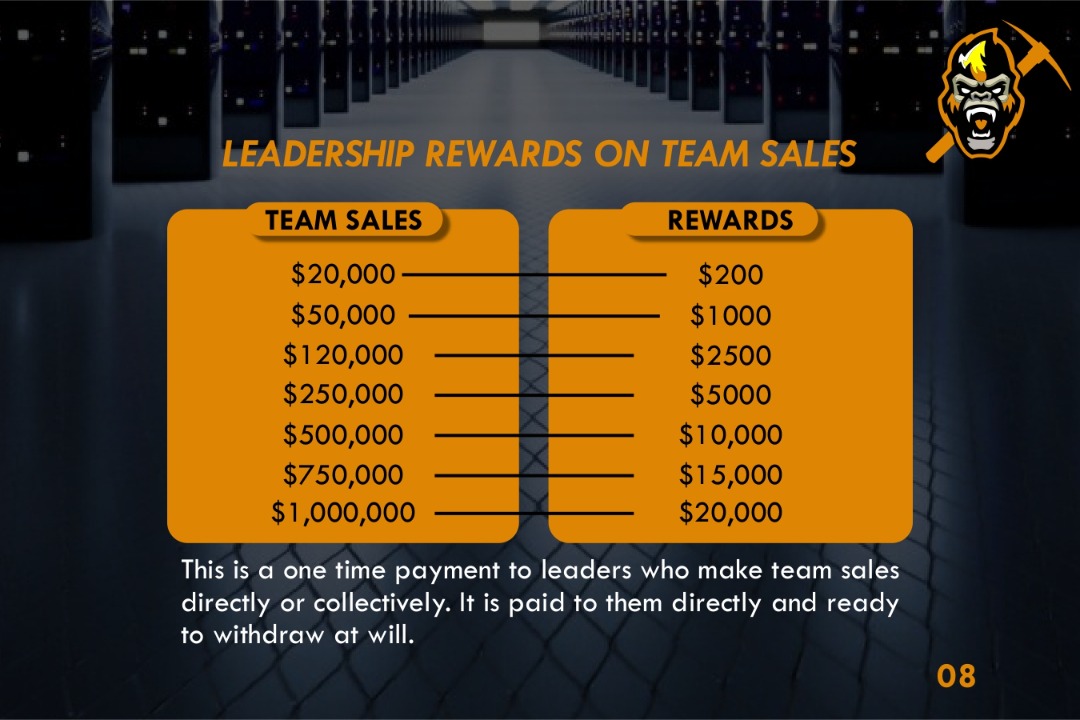 LEADERSHIP REWARDS ON TEAM SALES
TEAM SALES REWARDS
$20,000 $200
$50,000 $1000
$120,000 $2500
$250,000 $5000
$500,000 $10,000
$750,000 $15,000
$1,000,000 $20,000
This is a one time payment to leaders who make team sales
directly or collectively. It is paid to them directly and ready
to withdraw at will.
08